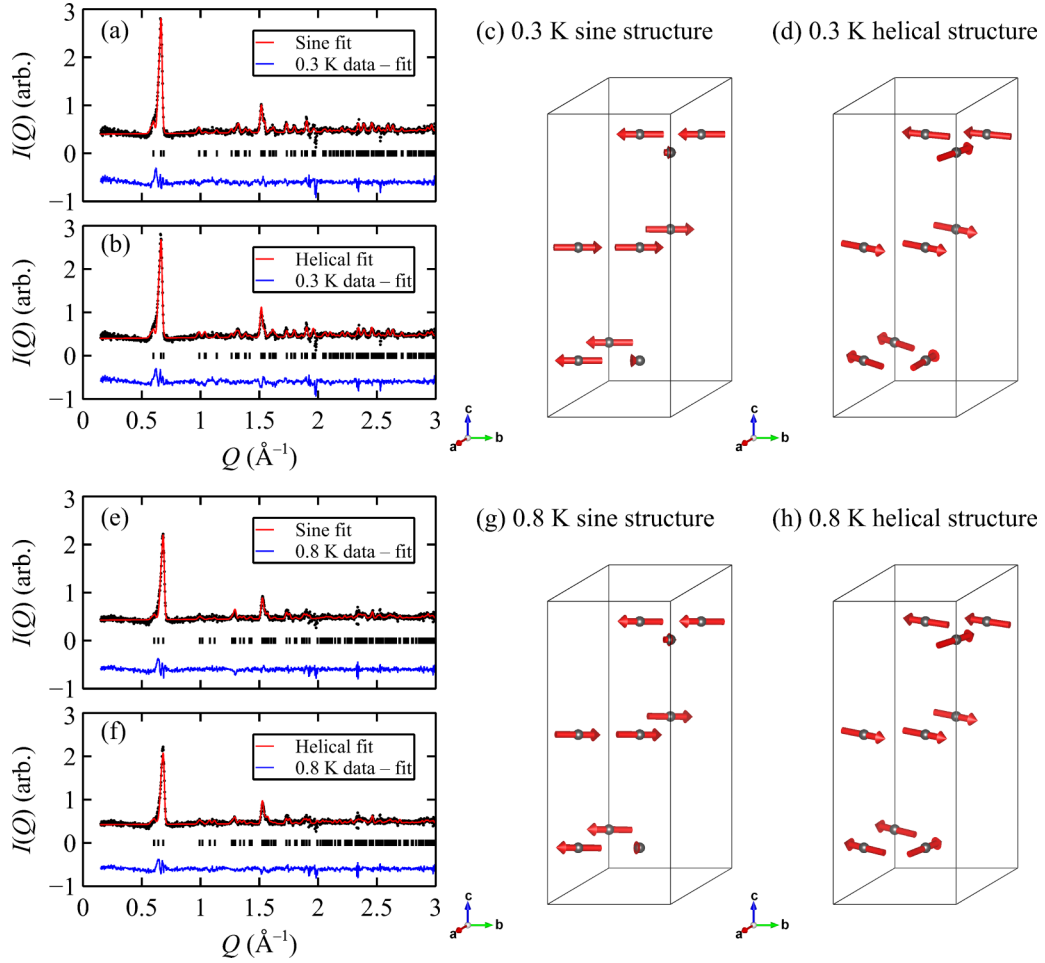 (a)
Sine fit
0.3 K data – fit
I(Q) (arb.)
3
2
1
0
−1
(b)
Helical fit
0.3 K data – fit
I(Q) (arb.)
3
2
1
0
−1
0 0.5 1 1.5 2 2.5 3
Q (Å⁻¹)
(c) 0.3 K sine structure
c
a b
(d) 0.3 K helical structure
c
a b
(e)
Sine fit
0.8 K data – fit
I(Q) (arb.)
3
2
1
0
−1
(f)
Helical fit
0.8 K data – fit
I(Q) (arb.)
3
2
1
0
−1
0 0.5 1 1.5 2 2.5 3
Q (Å⁻¹)
(g) 0.8 K sine structure
c
a b
(h) 0.8 K helical structure
c
a b